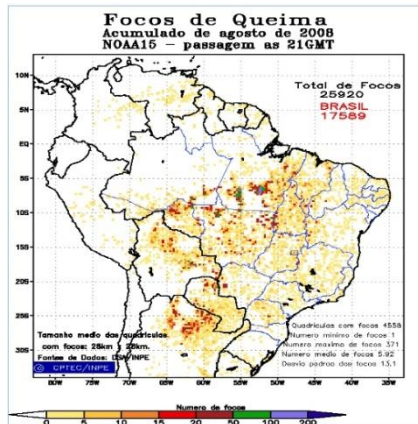 Focos de Queima
Acumulado de agosto de 2008
NOAA15 - passagem as 21GMT
Total de Focos
25920
BRASIL
17589
10N
5N
EQ
5S
10S
15S
20S
25S
30S
Tamanho medio das quadriculas
com focos: 28km x 28km.
Fontes de Dados: DSA/INPE
CPTEC/INPE
Quadriculas com focos 4558
Numero minimo de focos 1
Numero maximo de focos 371
Numero medio de focos 5.92
Desvio padrao dos focos 13.1
80W 70W 60W 50W 40W 35W
Numero de focos
0 5 10 15 20 50 100 200